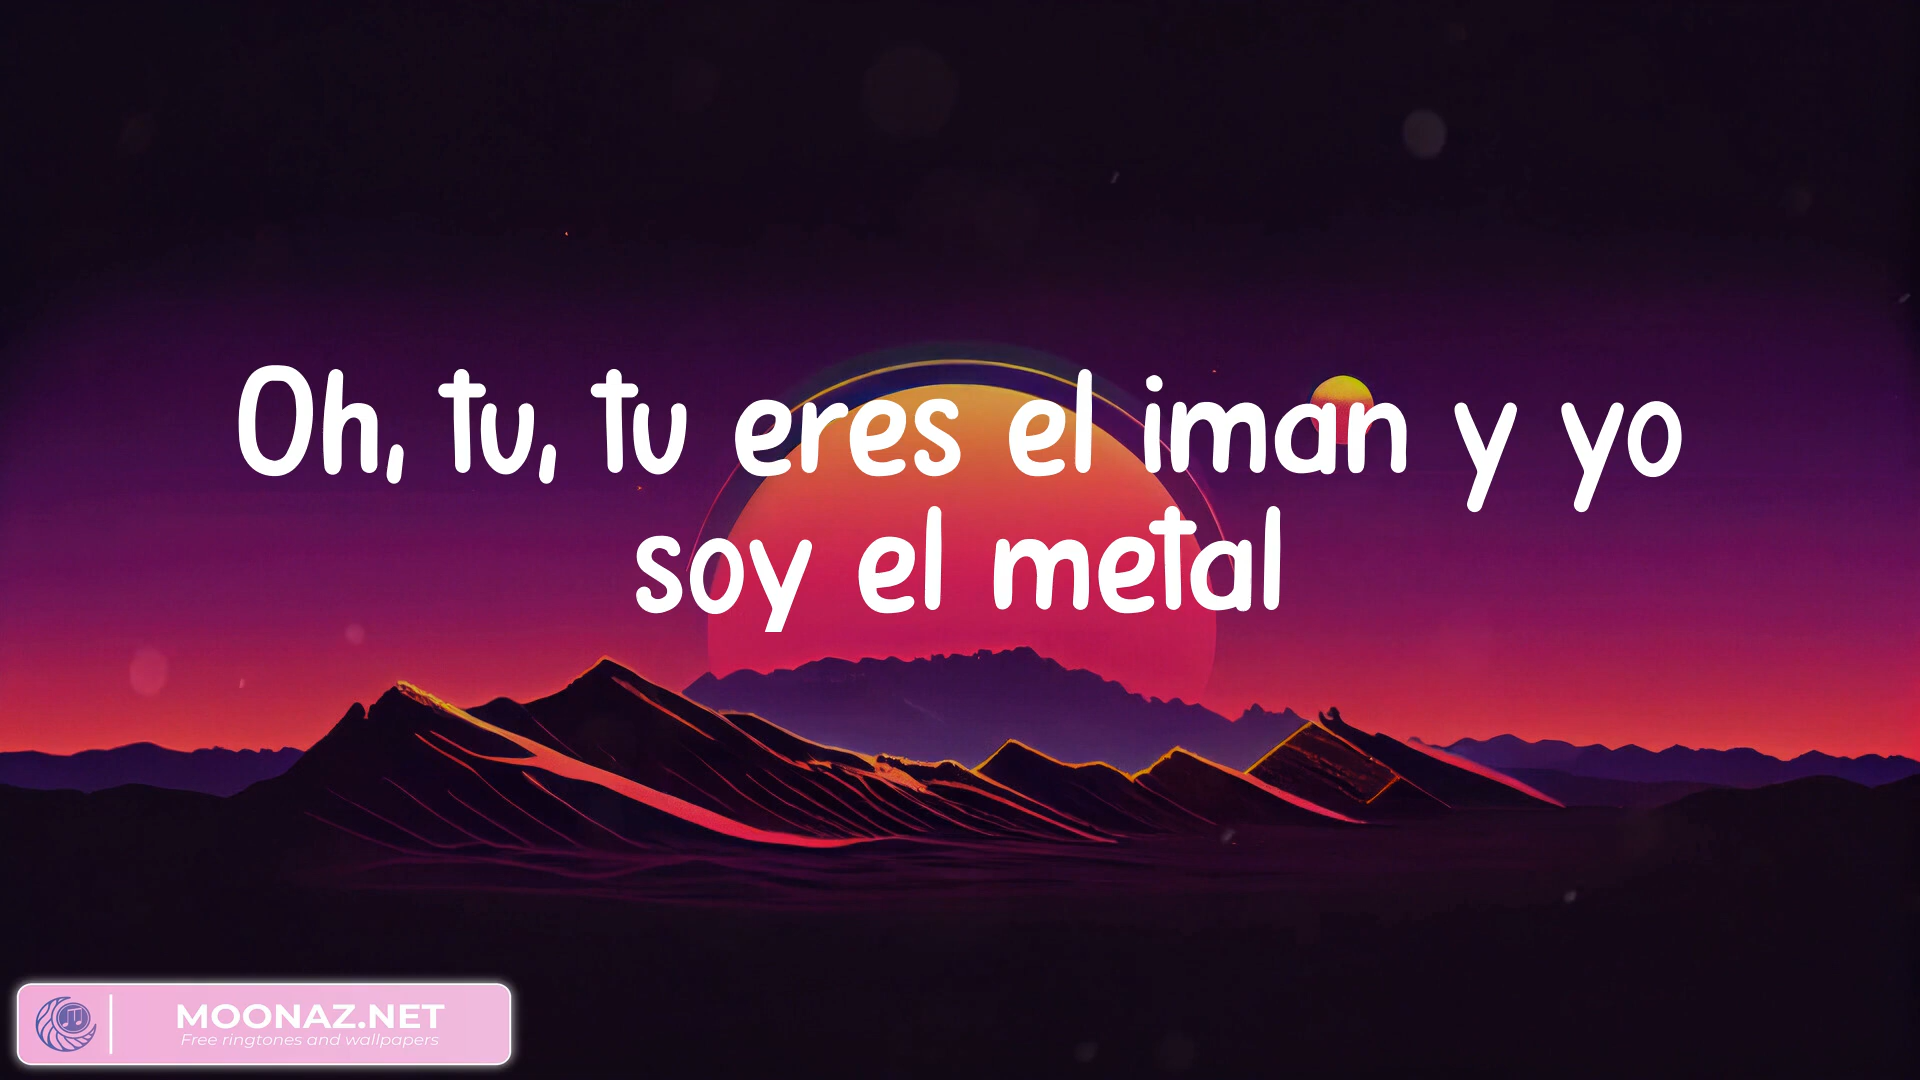 Oh, tu, tu eres el iman y yo
soy el metal
MOONAZ.NET
Free ringtones and wallpapers